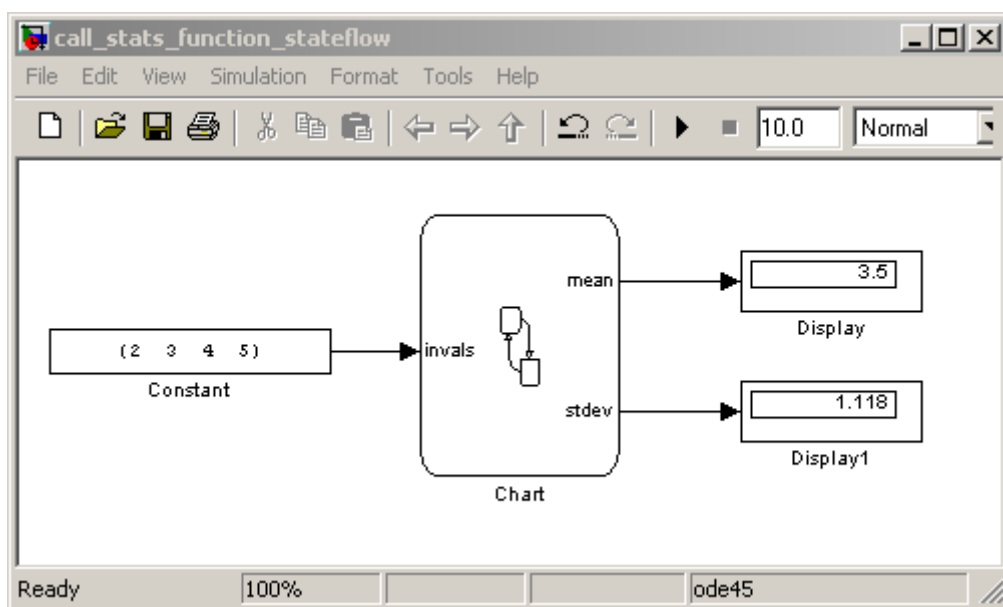 call_stats_function_stateflow
File Edit View Simulation Format Tools Help
10.0 Normal
mean
3.5
Display
(2 3 4 5)
invals
Constant
stdev
1.118
Display1
Chart
Ready 100% ode45